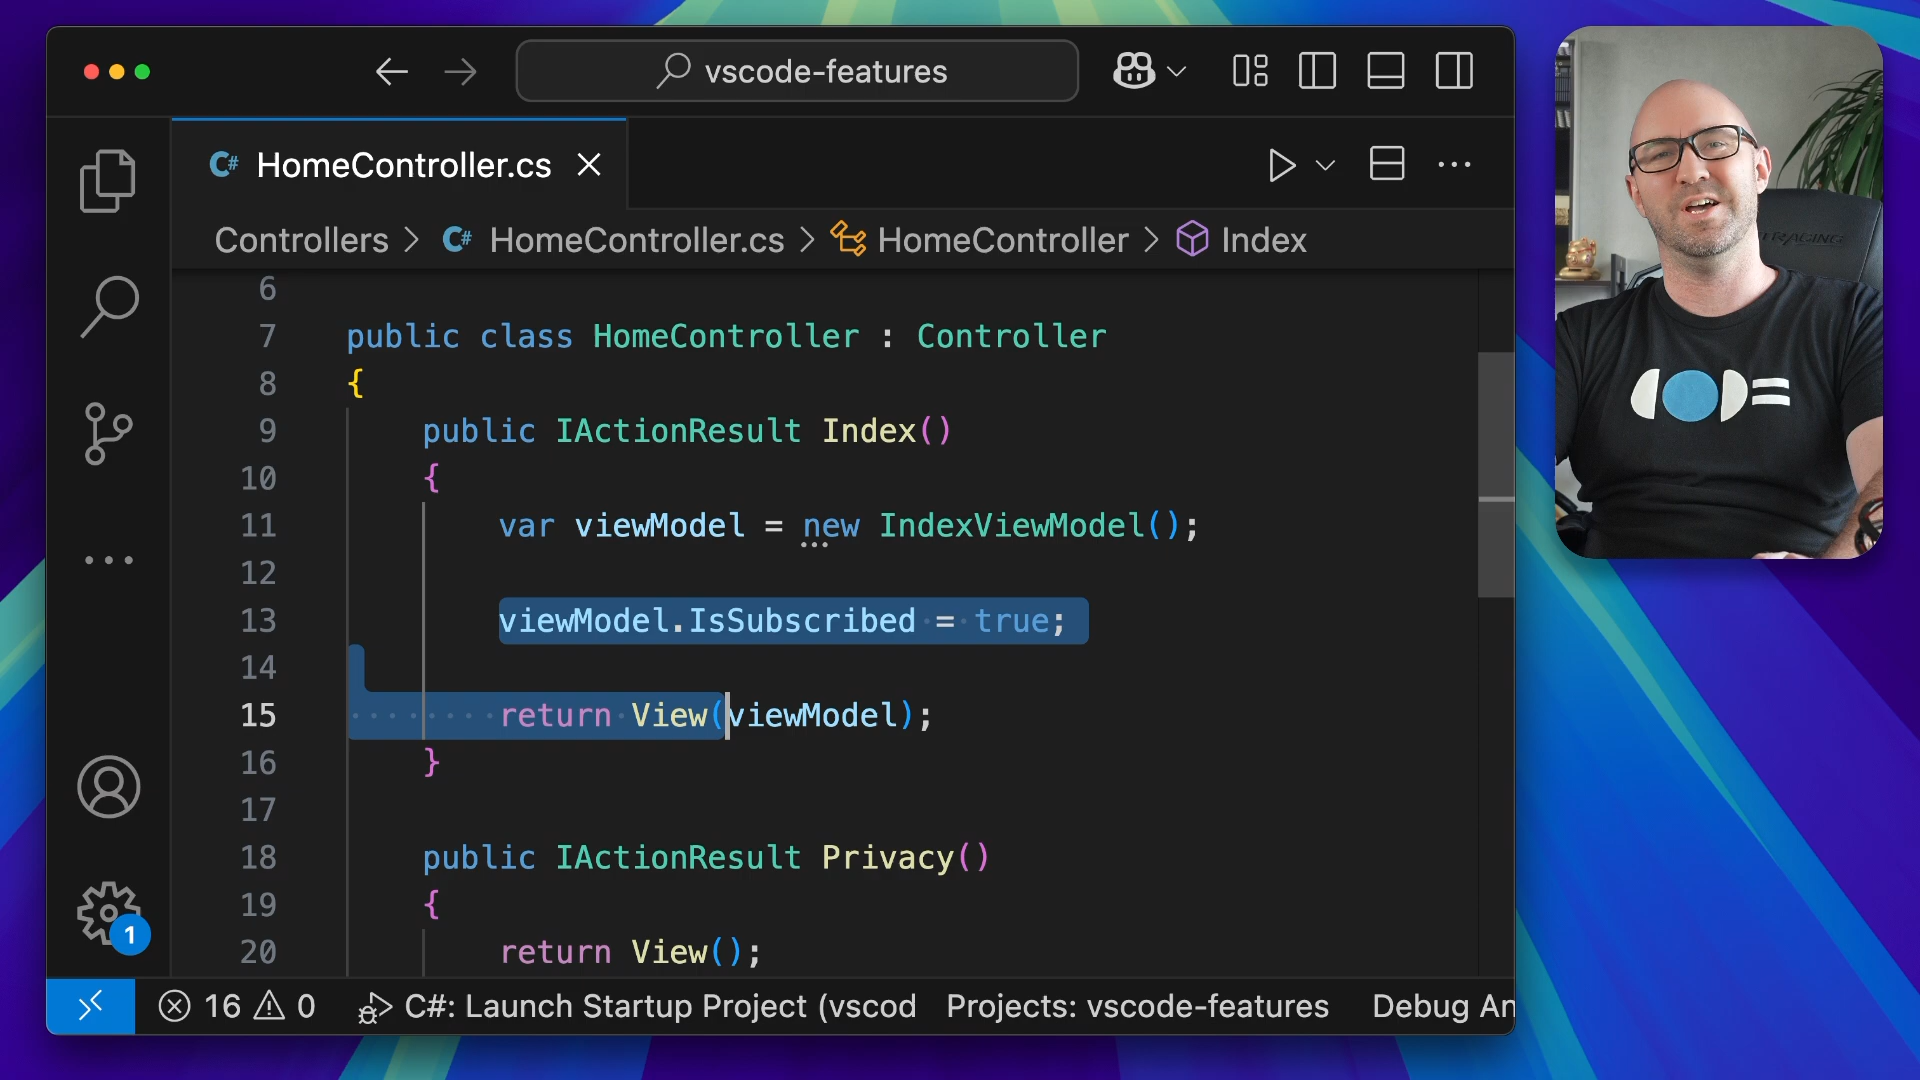 vscode-features
C# HomeController.cs
Controllers > C# HomeController.cs > HomeController > Index
6
7 public class HomeController : Controller
8 {
9 public IActionResult Index()
10 {
11 var viewModel = new IndexViewModel();
12
13 viewModel.IsSubscribed = true;
14
15 return View(viewModel);
16 }
17
18 public IActionResult Privacy()
19 {
20 return View();
1
16 0 C#: Launch Startup Project (vscod Projects: vscode-features Debug An